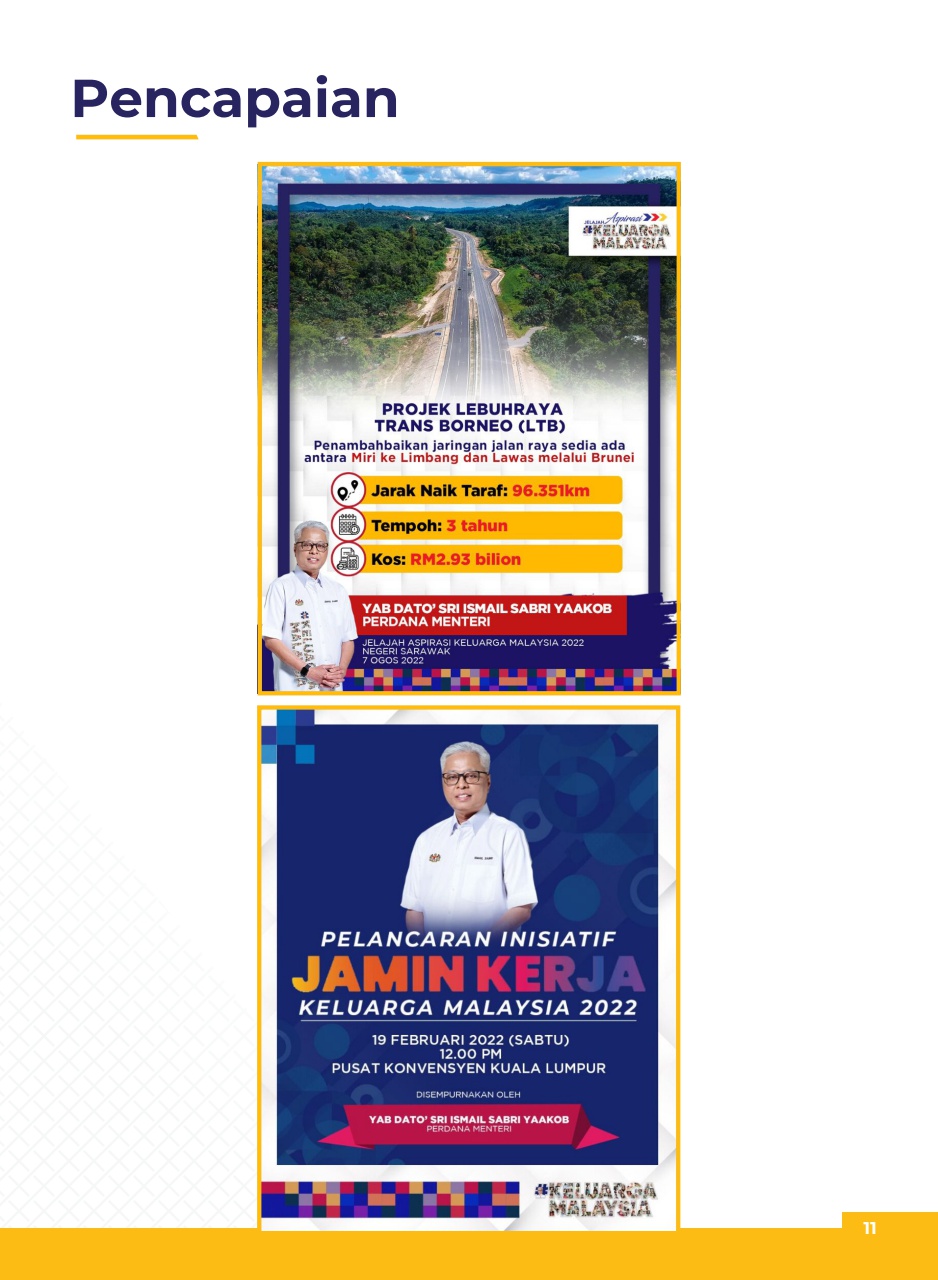 Pencapaian
JELAJAH Aspirasi
#KELUARGA
MALAYSIA
PROJEK LEBUHRAYA
TRANS BORNEO (LTB)
Penambahbaikan jaringan jalan raya sedia ada
antara Miri ke Limbang dan Lawas melalui Brunei
Jarak Naik Taraf: 96.351km
Tempoh: 3 tahun
Kos: RM2.93 bilion
#KELUARGA
MALAYSIA
YAB DATO' SRI ISMAIL SABRI YAAKOB
PERDANA MENTERI
JELAJAH ASPIRASI KELUARGA MALAYSIA 2022
NEGERI SARAWAK
7 OGOS 2022
PELANCARAN INISIATIF
JAMIN KERJA
KELUARGA MALAYSIA 2022
19 FEBRUARI 2022 (SABTU)
12.00 PM
PUSAT KONVENSYEN KUALA LUMPUR
DISEMPURNAKAN OLEH
YAB DATO' SRI ISMAIL SABRI YAAKOB
PERDANA MENTERI
#KELUARGA
MALAYSIA
11